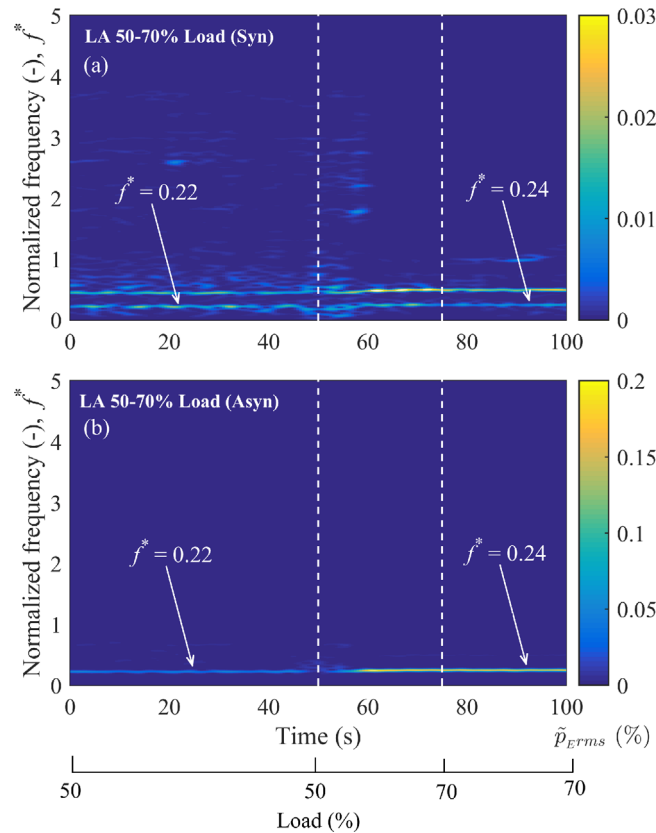 LA 50-70% Load (Syn)
(a)
Normalized frequency (-), f*
5
4
3
2
1
0
f* = 0.22
f* = 0.24
0 20 40 60 80 100
0.03
0.02
0.01
0
LA 50-70% Load (Asyn)
(b)
Normalized frequency (-), f*
5
4
3
2
1
0
f* = 0.22
f* = 0.24
0 20 40 60 80 100
Time (s)
0.2
0.15
0.1
0.05
0
p̃Erms (%)
50 50 70 70
Load (%)